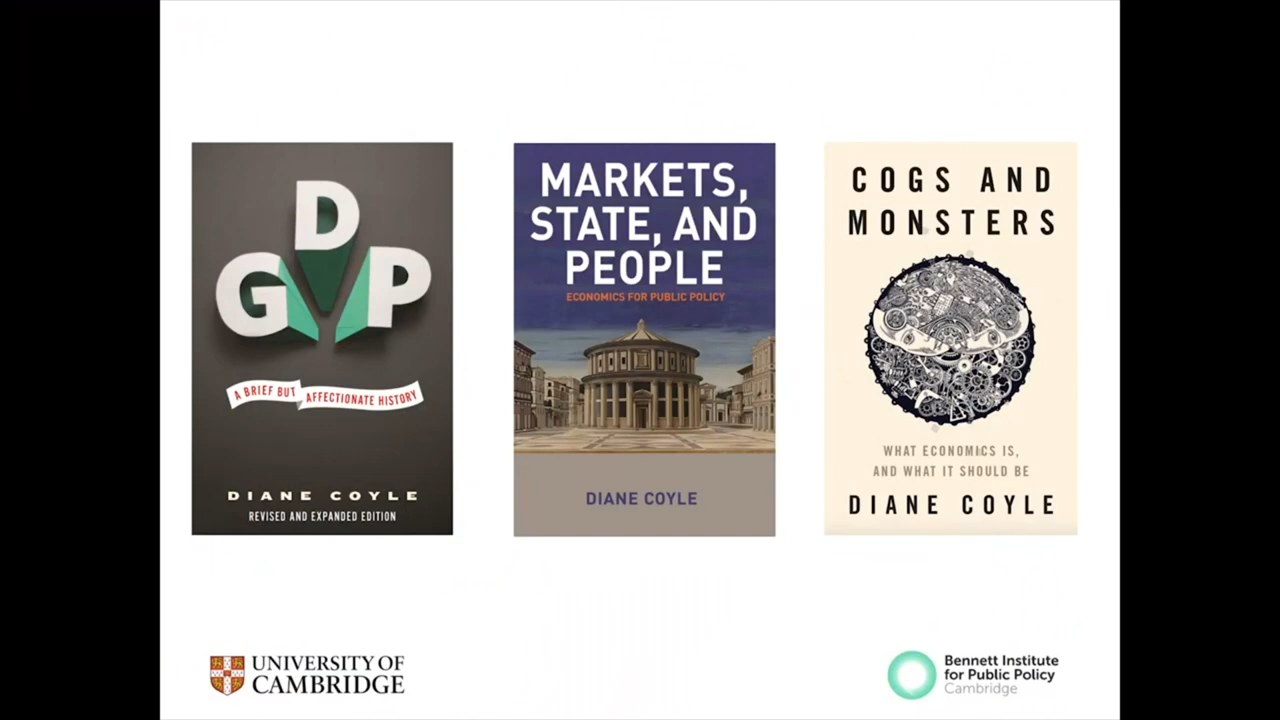 GDP
A BRIEF BUT AFFECTIONATE HISTORY
DIANE COYLE
REVISED AND EXPANDED EDITION
MARKETS,
STATE, AND
PEOPLE
ECONOMICS FOR PUBLIC POLICY
DIANE COYLE
COGS AND
MONSTERS
WHAT ECONOMICS IS,
AND WHAT IT SHOULD BE
DIANE COYLE
UNIVERSITY OF
CAMBRIDGE
Bennett Institute
for Public Policy
Cambridge